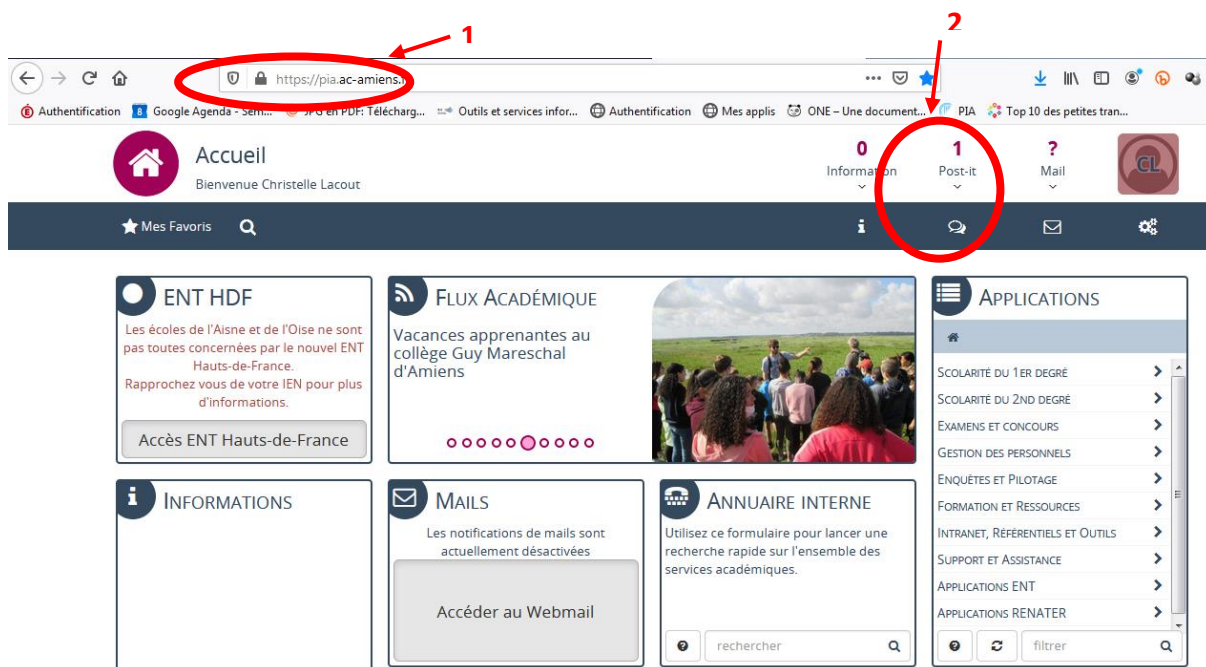 1
2
https://pia.ac-amiens.
Authentification
Google Agenda - Sem...
JPG en PDF: Télécharg...
Outils et services infor...
Authentification
Mes applis
ONE – Une document...
PIA
Top 10 des petites tran...
Accueil
Bienvenue Christelle Lacout
0
Information
1
Post-it
?
Mail
CL
Mes Favoris
ENT HDF
Les écoles de l'Aisne et de l'Oise ne sont
pas toutes concernées par le nouvel ENT
Hauts-de-France.
Rapprochez vous de votre IEN pour plus
d'informations.
Accès ENT Hauts-de-France
Flux Académique
Vacances apprenantes au
collège Guy Mareschal
d'Amiens
Applications
Scolarité du 1er degré
Scolarité du 2nd degré
Examens et concours
Gestion des personnels
Enquêtes et Pilotage
Formation et Ressources
Intranet, Référentiels et Outils
Support et Assistance
Applications ENT
Applications RENATER
filtrer
Informations
Mails
Les notifications de mails sont
actuellement désactivées
Accéder au Webmail
Annuaire interne
Utilisez ce formulaire pour lancer une
recherche rapide sur l'ensemble des
services académiques.
rechercher